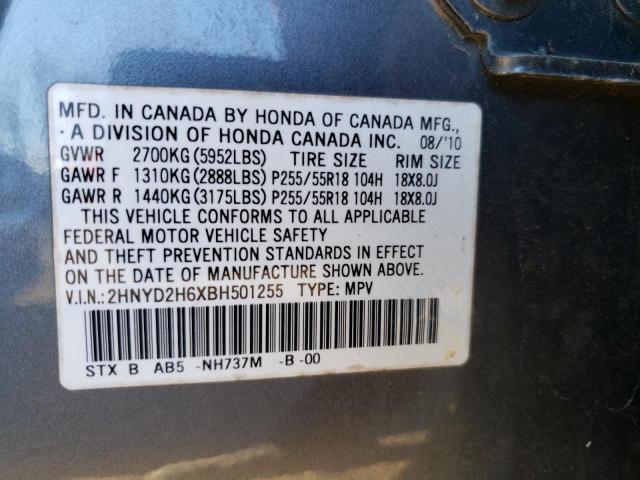 MFD. IN CANADA BY HONDA OF CANADA MFG.,
A DIVISION OF HONDA CANADA INC. 08/'10
GVWR 2700KG(5952LBS) TIRE SIZE RIM SIZE
GAWR F 1310KG(2888LBS)P255/55R18 104H 18X8.0J
GAWR R 1440KG(3175LBS)P255/55R18 104H 18X8.0J
THIS VEHICLE CONFORMS TO ALL APPLICABLE
FEDERAL MOTOR VEHICLE SAFETY
AND THEFT PREVENTION STANDARDS IN EFFECT
ON THE DATE OF MANUFACTURE SHOWN ABOVE.
V.I.N.:2HNYD2H6XBH501255 TYPE: MPV
STX B AB5 -NH737M -B-00